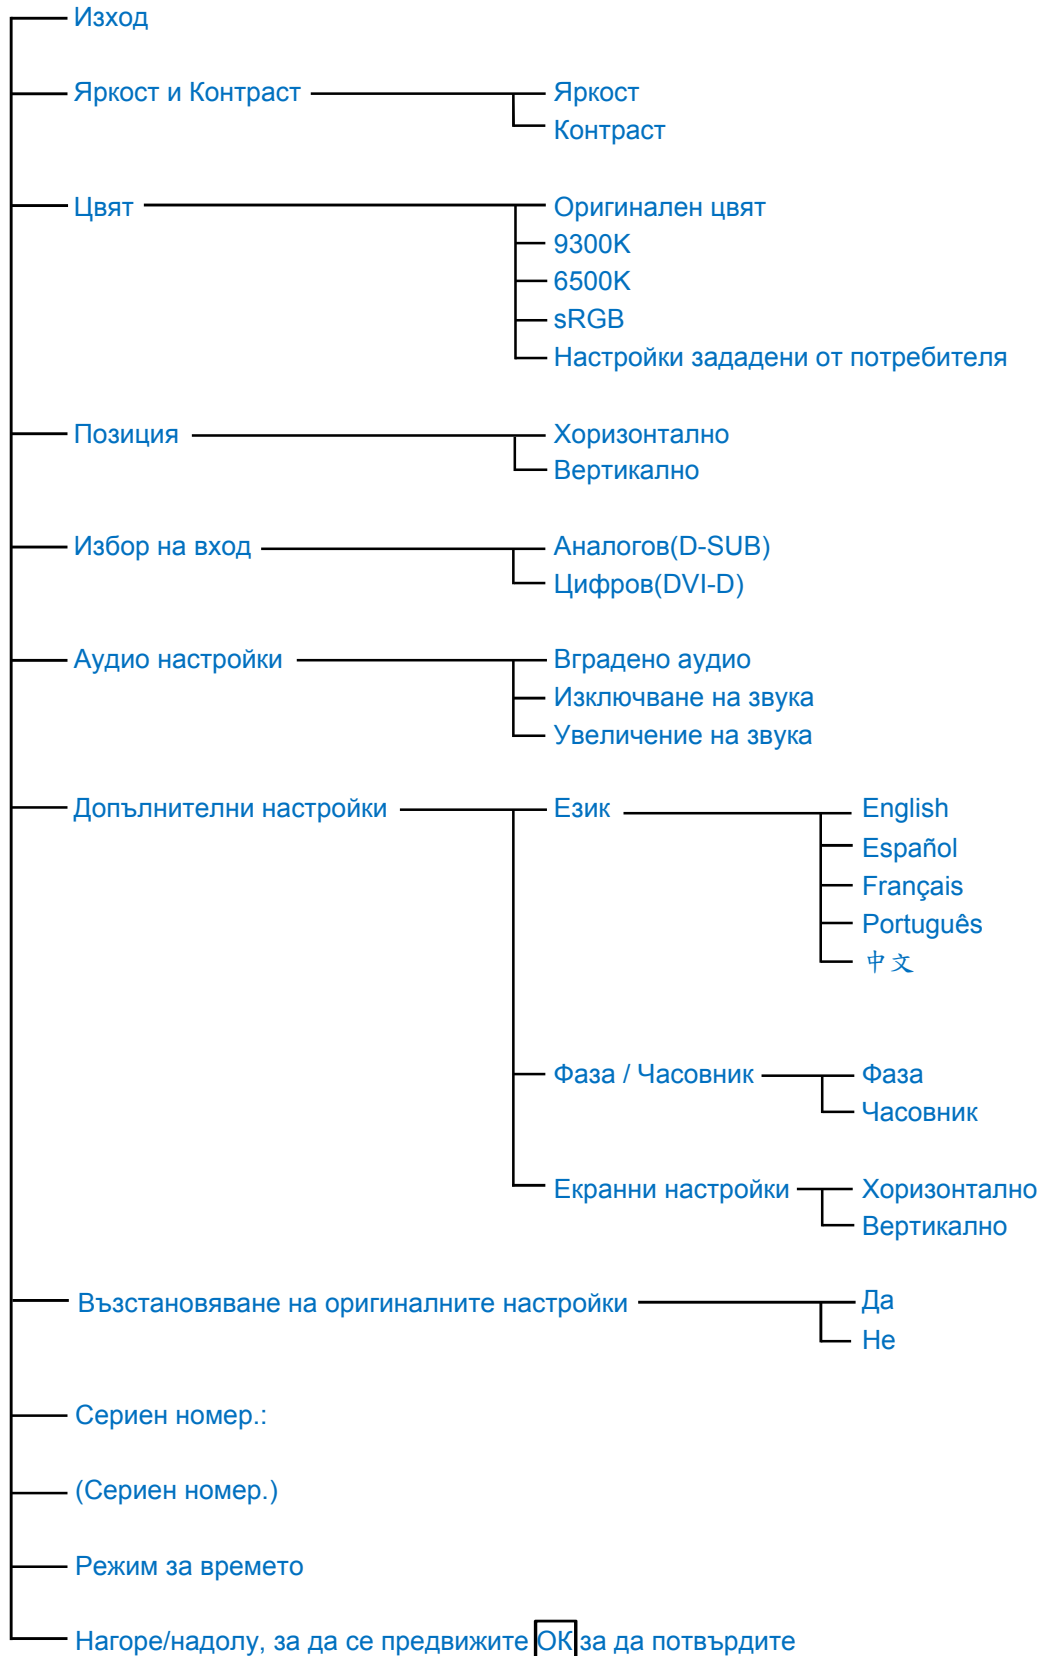 Изход
Яркост и Контраст Яркост
Контраст
Цвят Оригинален цвят
9300K
6500K
sRGB
Настройки зададени от потребителя
Позиция Хоризонтално
Вертикално
Избор на вход Аналогов(D-SUB)
Цифров(DVI-D)
Аудио настройки Вградено аудио
Изключване на звука
Увеличение на звука
Допълнителни настройки Език English
Español
Français
Português
中文
Фаза / Часовник Фаза
Часовник
Екранни настройки Хоризонтално
Вертикално
Възстановяване на оригиналните настройки Да
Не
Сериен номер.:
(Сериен номер.)
Режим за времето
Нагоре/надолу, за да се предвижите OK за да потвърдите